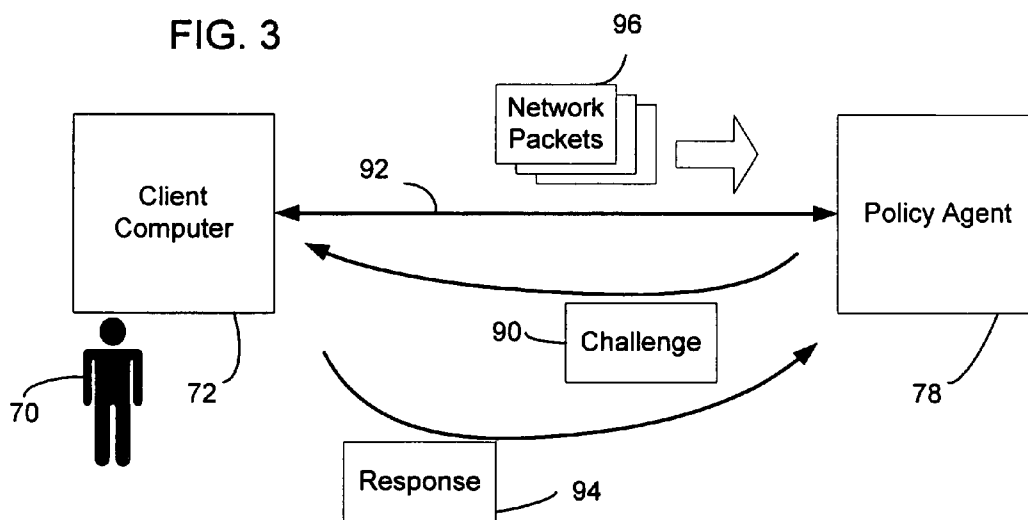 FIG. 3
96
Network
Packets
92
Client
Computer
Policy Agent
90
Challenge
70
72
78
Response
94